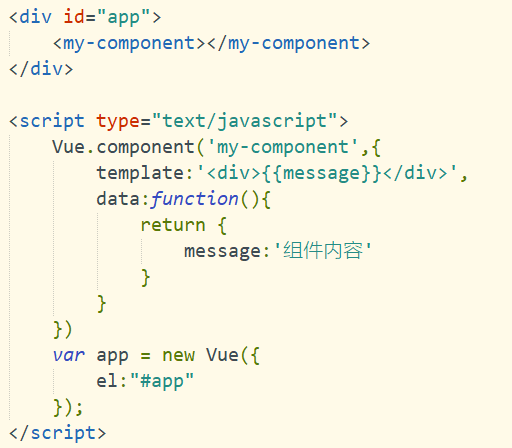 <div id="app">
    <my-component></my-component>
</div>

<script type="text/javascript">
    Vue.component('my-component',{
        template:'<div>{{message}}</div>',
        data:function(){
            return {
                message:'组件内容'
            }
        }
    })
    var app = new Vue({
        el:"#app"
    });
</script>